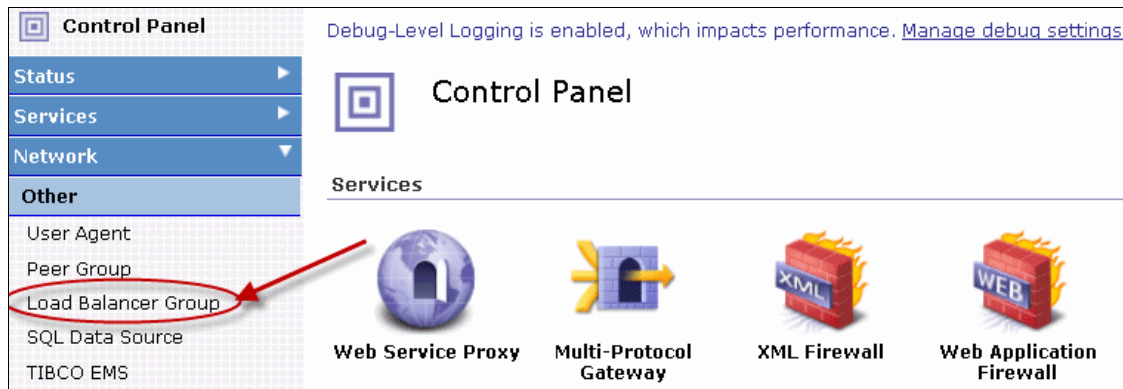 Control Panel
Status
Services
Network
Other
User Agent
Peer Group
Load Balancer Group
SQL Data Source
TIBCO EMS
Debug-Level Logging is enabled, which impacts performance. Manage debug settings
Control Panel
Services
XML
WEB
Web Service Proxy
Multi-Protocol
Gateway
XML Firewall
Web Application
Firewall